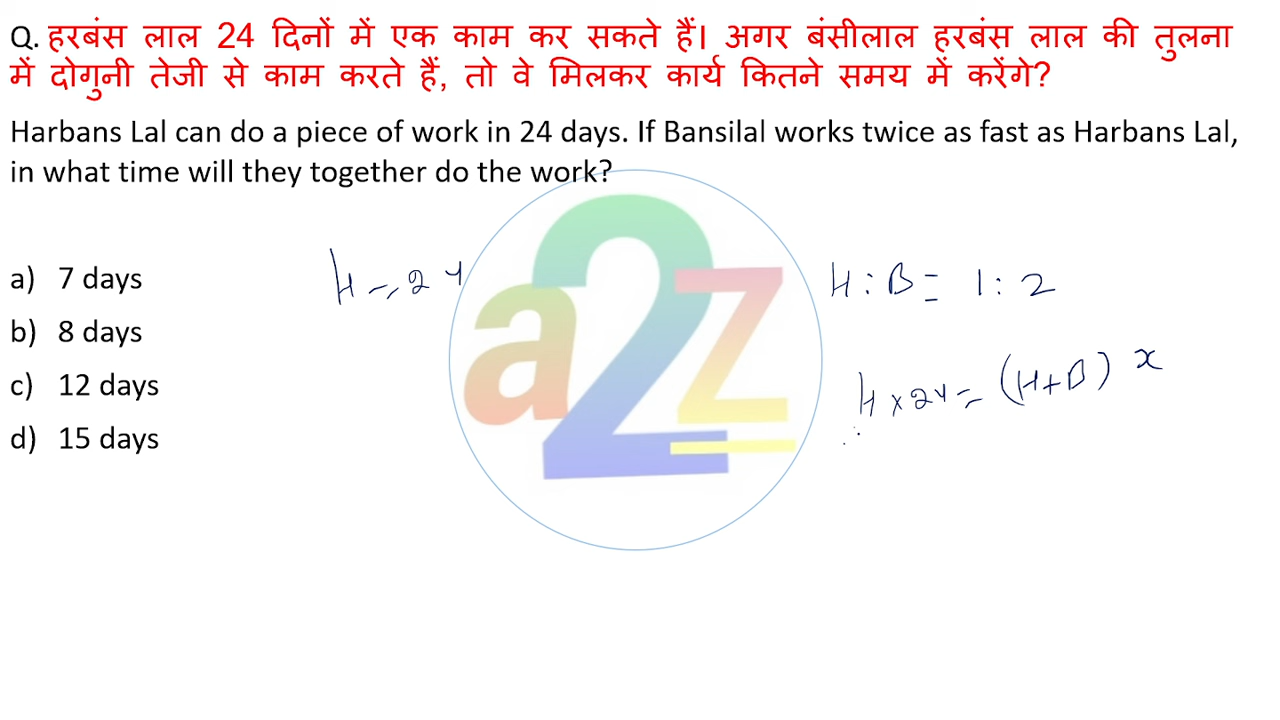 Q. हरबंस लाल 24 दिनों में एक काम कर सकते हैं। अगर बंसीलाल हरबंस लाल की तुलना
में दोगुनी तेजी से काम करते हैं, तो वे मिलकर कार्य कितने समय में करेंगे?
Harbans Lal can do a piece of work in 24 days. If Bansilal works twice as fast as Harbans Lal,
in what time will they together do the work?
a) 7 days
b) 8 days
c) 12 days
d) 15 days
H → 24
H : B = 1 : 2
H × 24 = (H+B) x
a2z